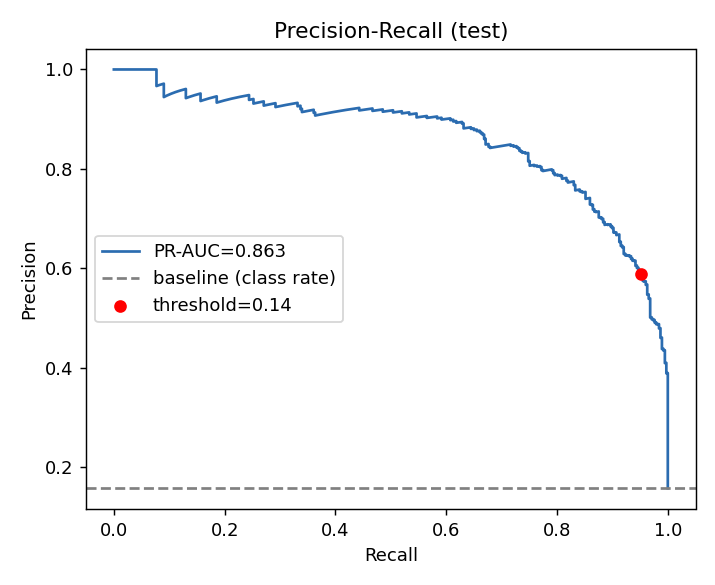 Precision-Recall (test)
1.0
0.8
0.6
0.4
0.2
Precision
PR-AUC=0.863
baseline (class rate)
threshold=0.14
0.0 0.2 0.4 0.6 0.8 1.0
Recall